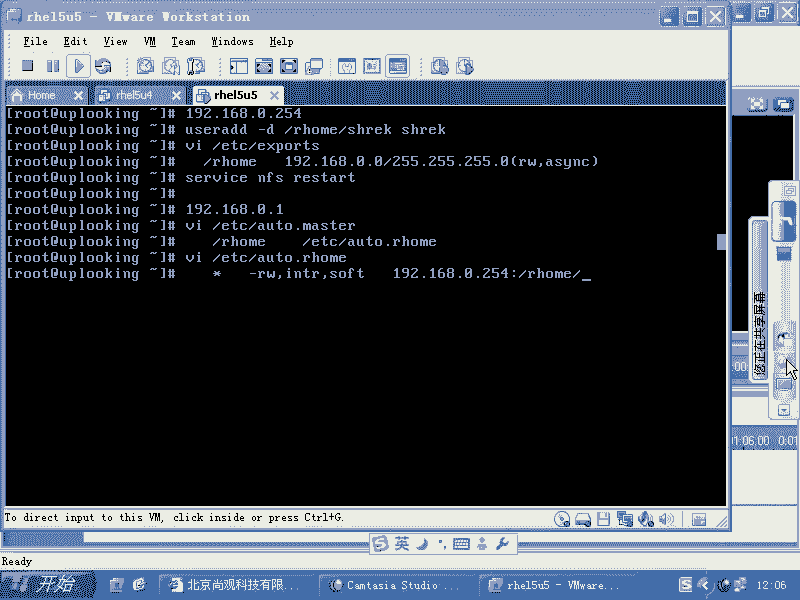 rhel5u5 - VMware Workstation
File Edit View VM Team Windows Help
Home rhel5u4 rhel5u5
[root@uplooking ~]# 192.168.0.254
[root@uplooking ~]# useradd -d /rhome/shrek shrek
[root@uplooking ~]# vi /etc/exports
[root@uplooking ~]#   /rhome   192.168.0.0/255.255.255.0(rw,async)
[root@uplooking ~]# service nfs restart
[root@uplooking ~]#
[root@uplooking ~]# 192.168.0.1
[root@uplooking ~]# vi /etc/auto.master
[root@uplooking ~]#    /rhome    /etc/auto.rhome
[root@uplooking ~]# vi /etc/auto.rhome
[root@uplooking ~]#    *   -rw,intr,soft   192.168.0.254:/rhome/_
您正在共享屏幕
:00
01:06:00 0:01
To direct input to this VM, click inside or press Ctrl+G.
英
Ready
开始 北京尚观科技有限... Camtasia Studio ... rhel5u5 - VMware... 12:06